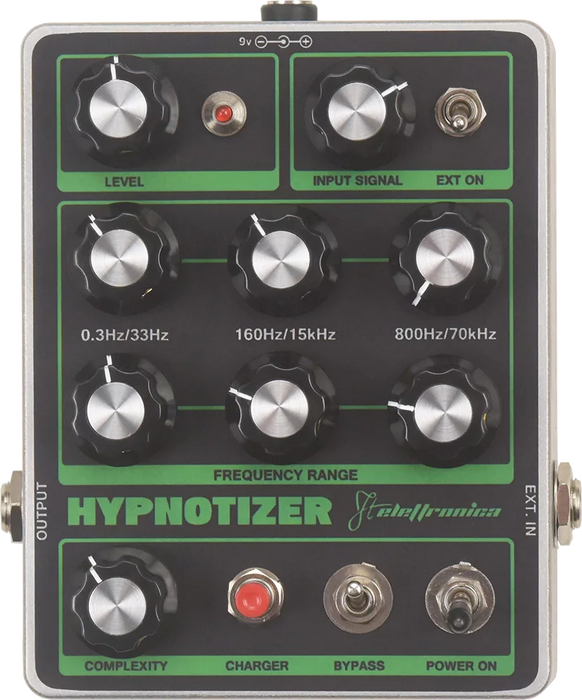 9v
LEVEL
INPUT SIGNAL
EXT ON
0.3Hz/33Hz
160Hz/15kHz
800Hz/70kHz
FREQUENCY RANGE
OUTPUT
EXT. IN
HYPNOTIZER
elettronica
COMPLEXITY
CHARGER
BYPASS
POWER ON